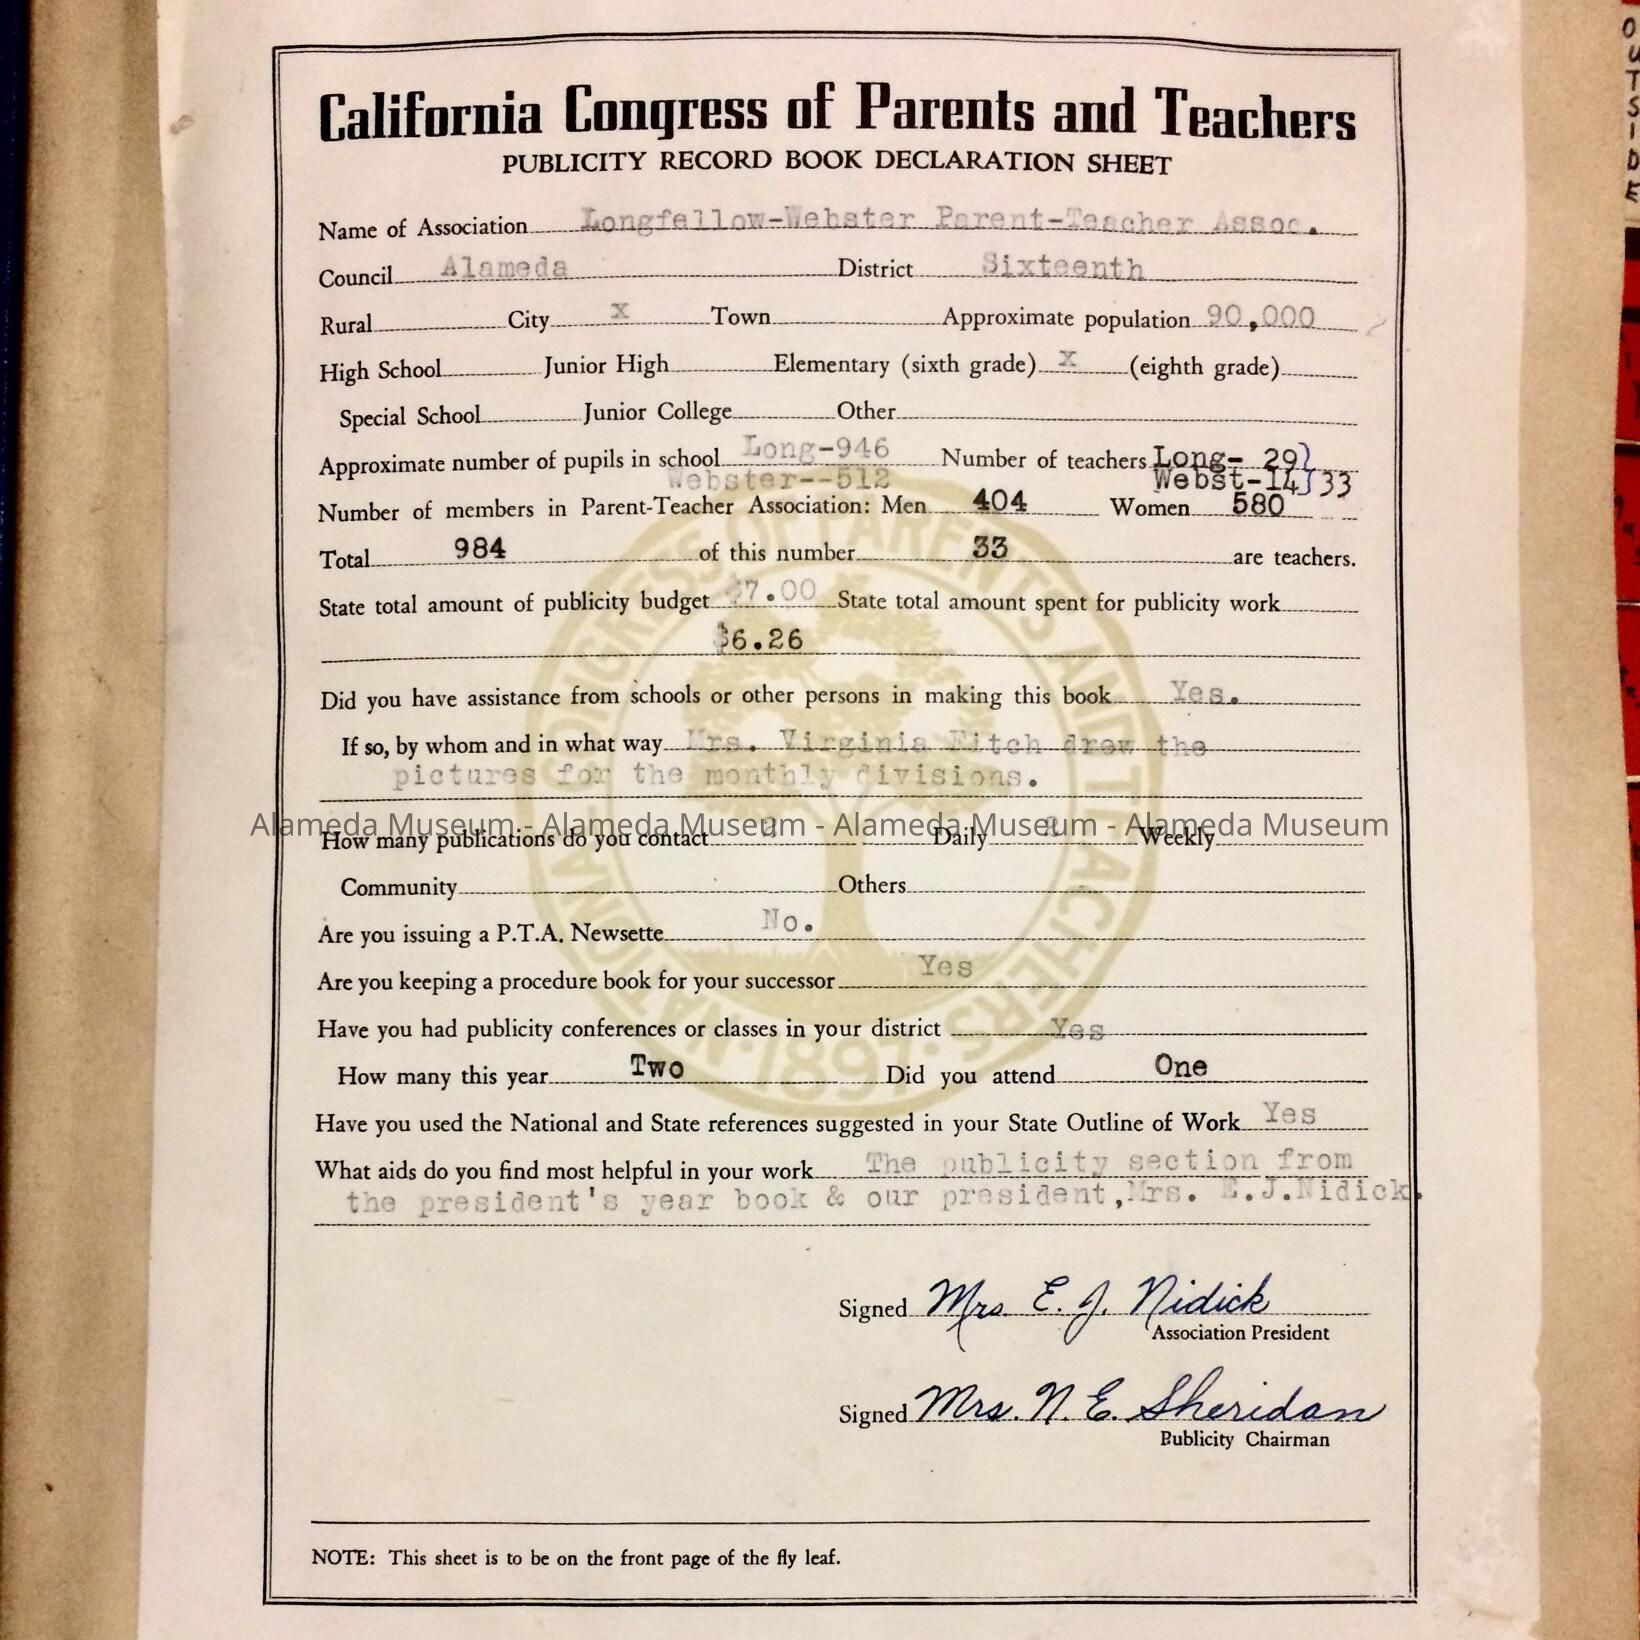 California Congress of Parents and Teachers
PUBLICITY RECORD BOOK DECLARATION SHEET
Name of Association Longfellow-Webster Parent-Teacher Assoc.
Council Alameda District Sixteenth
Rural City x Town Approximate population 90,000
High School Junior High Elementary (sixth grade) x (eighth grade)
Special School Junior College Other
Approximate number of pupils in school Long-946 Number of teachers Long- 29}
Webster--512 Webst-14} 33
Number of members in Parent-Teacher Association: Men 404 Women 580
Total 984 of this number 33 are teachers.
State total amount of publicity budget $7.00 State total amount spent for publicity work
$6.26
Did you have assistance from schools or other persons in making this book Yes.
If so, by whom and in what way Mrs. Virginia Fitch drew the
pictures for the monthly divisions.
Alameda Museum - Alameda Museum - Alameda Museum - Alameda Museum
How many publications do you contact Daily Weekly
Community Others
Are you issuing a P.T.A. Newsette No.
Are you keeping a procedure book for your successor Yes
Have you had publicity conferences or classes in your district Yes
How many this year Two Did you attend One
Have you used the National and State references suggested in your State Outline of Work Yes
What aids do you find most helpful in your work The publicity section from
the president's year book & our president,Mrs. E.J.Nidick.
Signed Mrs. E. J. Nidick
Association President
Signed Mrs. N. E. Sheridan
Publicity Chairman
NOTE: This sheet is to be on the front page of the fly leaf.
NATIONAL CONGRESS OF PARENTS AND TEACHERS · 1897 ·
OUTSIDE